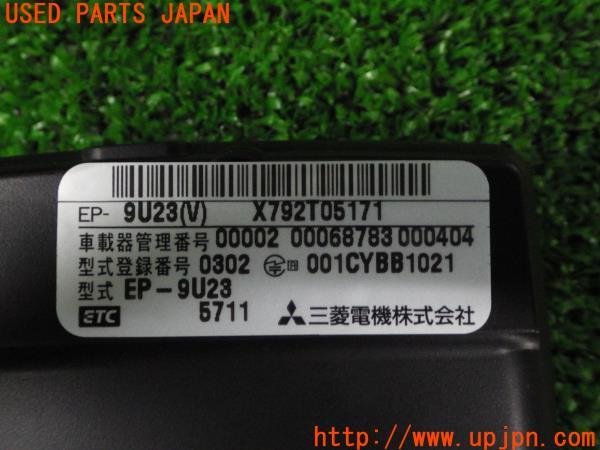 USED PARTS JAPAN
EP- 9U23(V) X792T05171
車載器管理番号 00002 00068783 000404
型式登録番号 0302 001CYBB1021
型式 EP-9U23
ETC 5711 三菱電機株式会社
UPJ
http://www.upjpn.com/